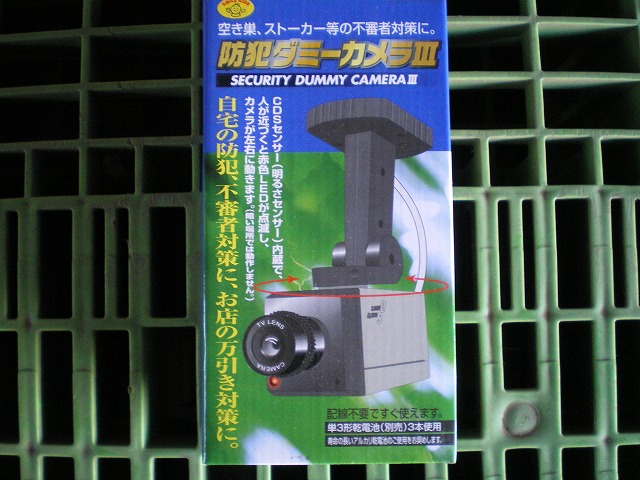 空き巣、ストーカー等の不審者対策に。
防犯ダミーカメラⅢ
SECURITY DUMMY CAMERA Ⅲ
CDSセンサー(明るさセンサー)内蔵で、
人が近づくと赤色LEDが点滅し、
カメラが左右に動きます。(暗い場所では動作しません。)
自宅の防犯、不審者対策に、お店の万引き対策に。
TV LENS
CAMERA
配線不要ですぐ使えます。
単3形乾電池(別売)3本使用
寿命の長いアルカリ乾電池のご使用をお奨めします。